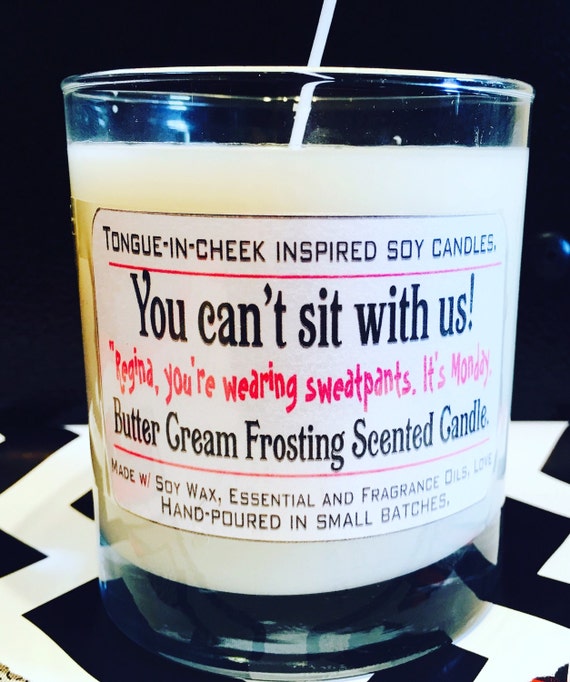 Tongue-in-cheek inspired soy candles.
You can't sit with us!
"Regina, you're wearing sweatpants. It's Monday.
Butter Cream Frosting Scented Candle.
Made w/ Soy Wax, Essential and Fragrance Oils, Love
Hand-poured in small batches.